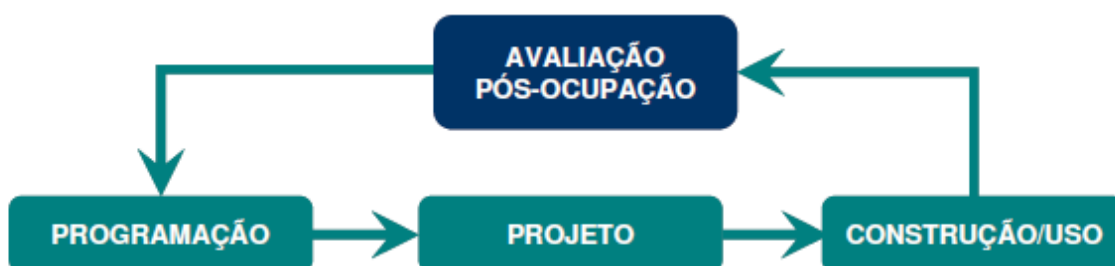 AVALIAÇÃO
PÓS-OCUPAÇÃO
PROGRAMAÇÃO
PROJETO
CONSTRUÇÃO/USO